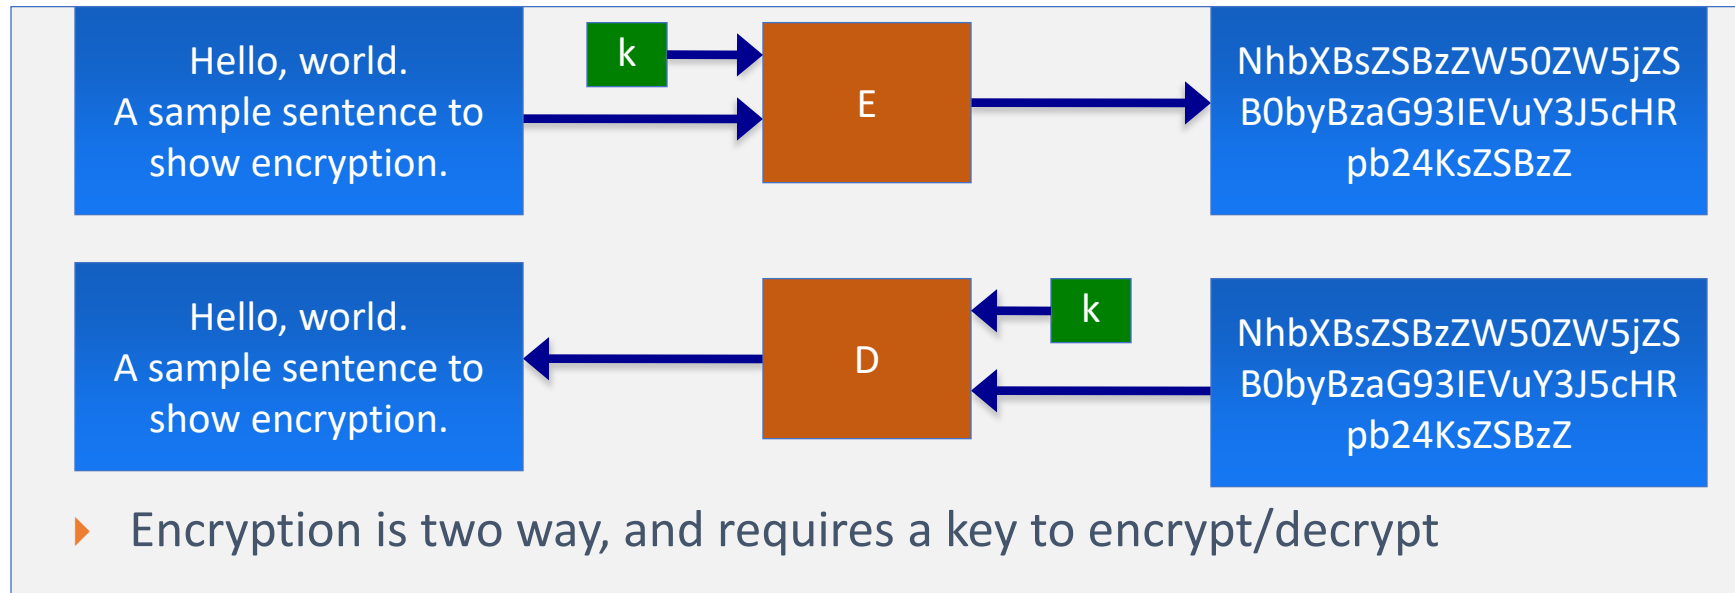 Hello, world.
A sample sentence to
show encryption.
k
E
NhbXBsZSBzZW50ZW5jZS
B0byBzaG93IEVuY3J5cHR
pb24KsZSBzZ
Hello, world.
A sample sentence to
show encryption.
D
k
NhbXBsZSBzZW50ZW5jZS
B0byBzaG93IEVuY3J5cHR
pb24KsZSBzZ
Encryption is two way, and requires a key to encrypt/decrypt